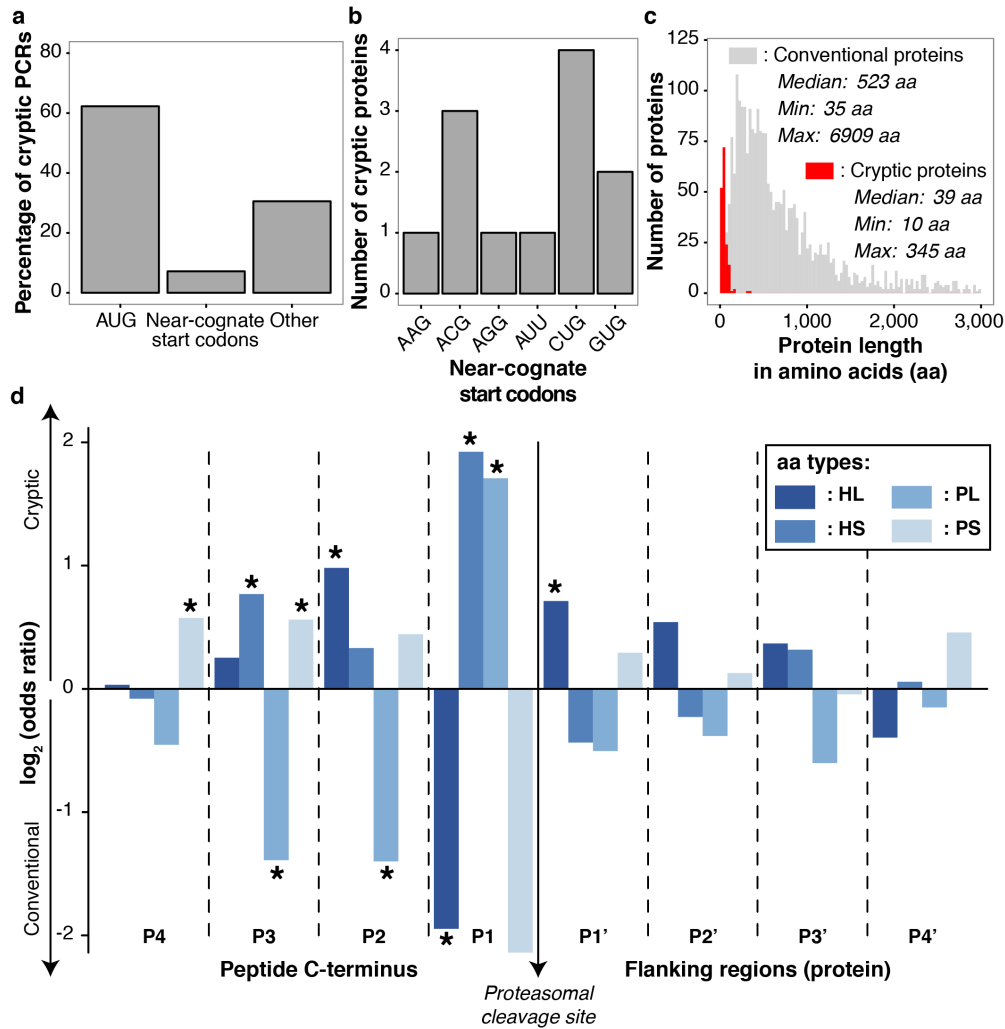 a
Percentage of cryptic PCRs
80
60
40
20
0
AUG
Near-cognate
start codons
Other
b
Number of cryptic proteins
4
3
2
1
0
AAG
ACG
AGG
AUU
CUG
GUG
Near-cognate
start codons
c
Number of proteins
125
100
75
50
25
0
: Conventional proteins
Median: 523 aa
Min: 35 aa
Max: 6909 aa
: Cryptic proteins
Median: 39 aa
Min: 10 aa
Max: 345 aa
0
1,000
2,000
3,000
Protein length
in amino acids (aa)
d
Cryptic
log2 (odds ratio)
Conventional
2
1
0
-1
-2
* * * * * * * * * *
aa types:
: HL
: PL
: HS
: PS
P4
P3
P2
P1
P1’
P2’
P3’
P4’
Peptide C-terminus
Flanking regions (protein)
Proteasomal
cleavage site